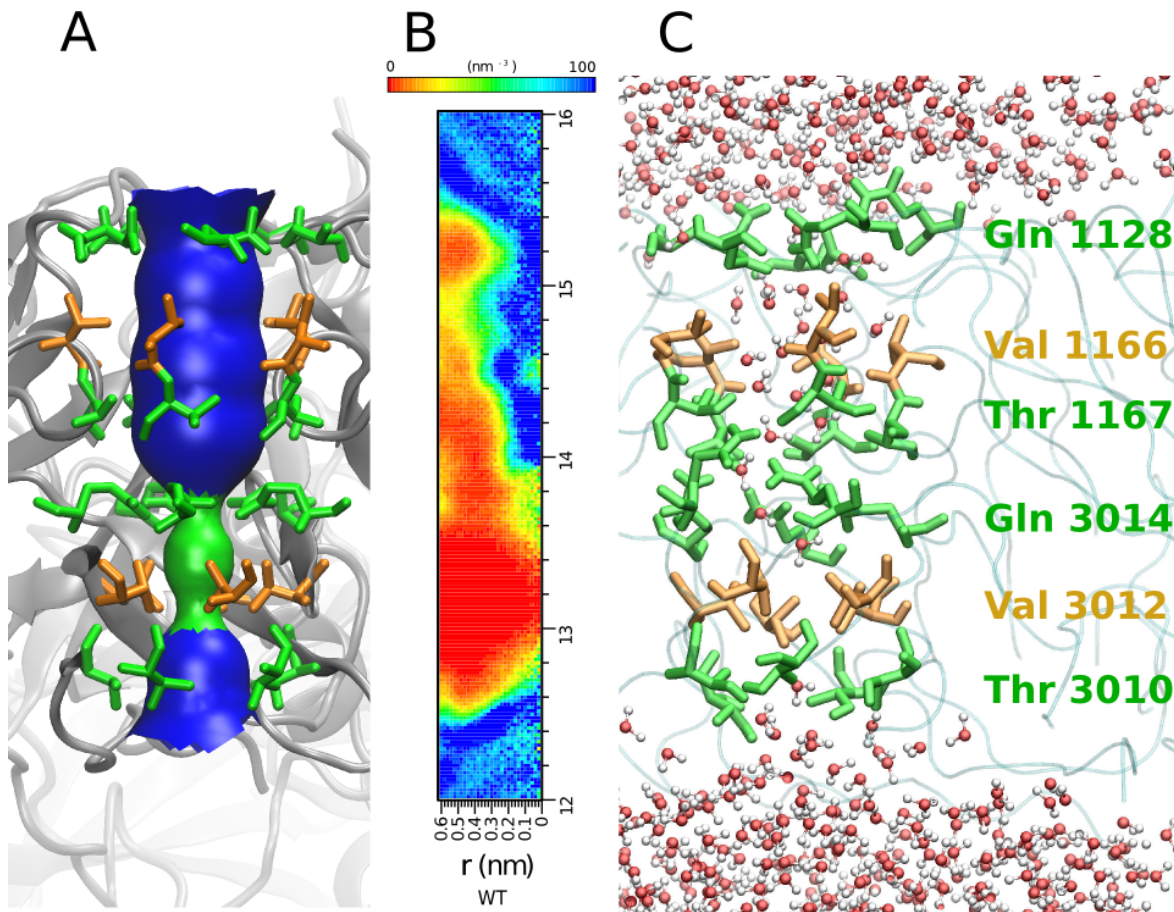 A
B
C
0 (nm⁻³) 100
16
15
14
13
12
0.6 0.5 0.4 0.3 0.2 0.1 0
r (nm)
WT
Gln 1128
Val 1166
Thr 1167
Gln 3014
Val 3012
Thr 3010